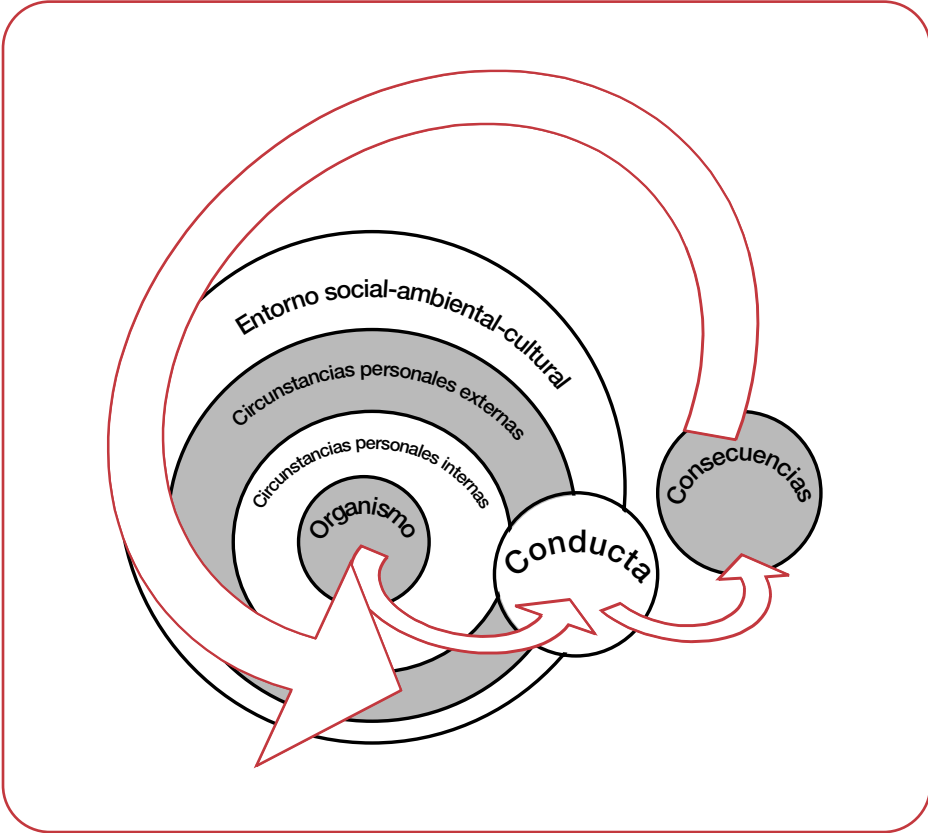 Entorno social-ambiental-cultural
Circunstancias personales externas
Circunstancias personales internas
Organismo
Conducta
Consecuencias